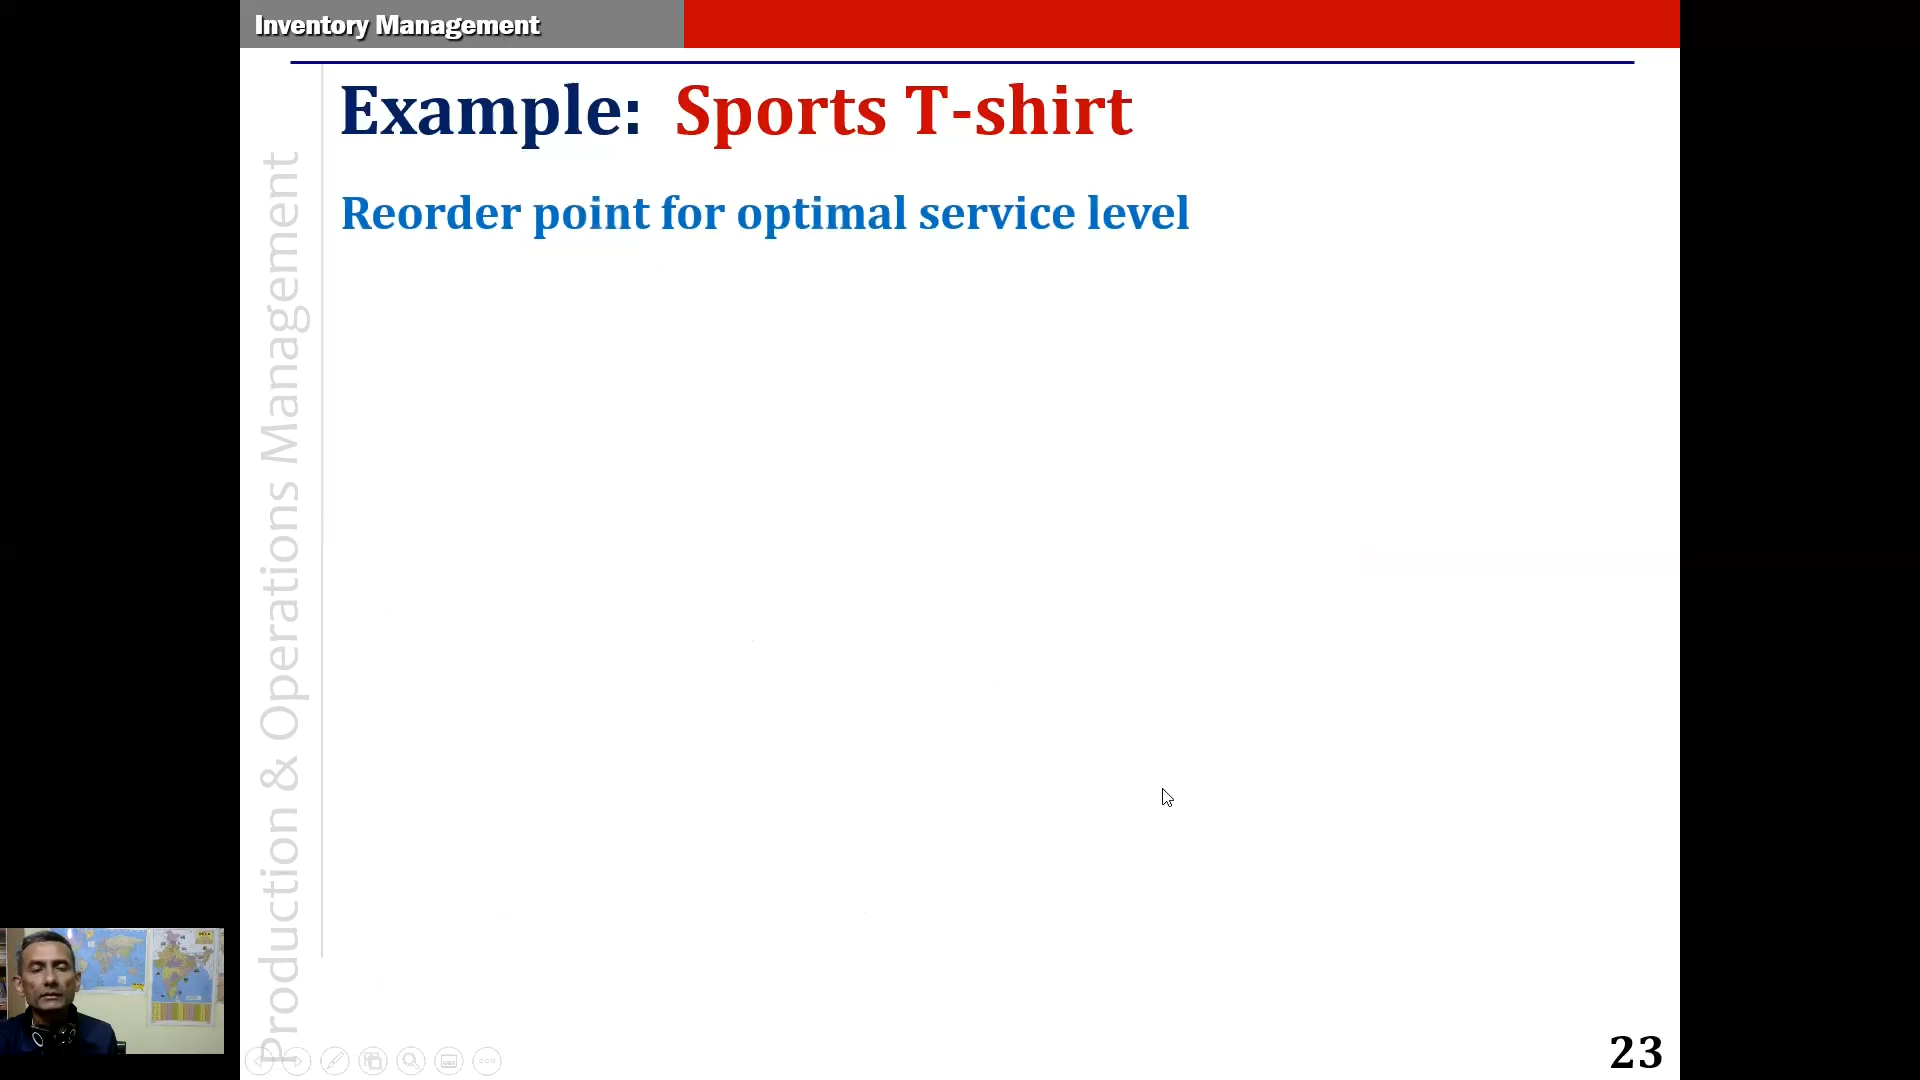 Inventory Management
Example: Sports T-shirt
Reorder point for optimal service level
Production & Operations Management
23